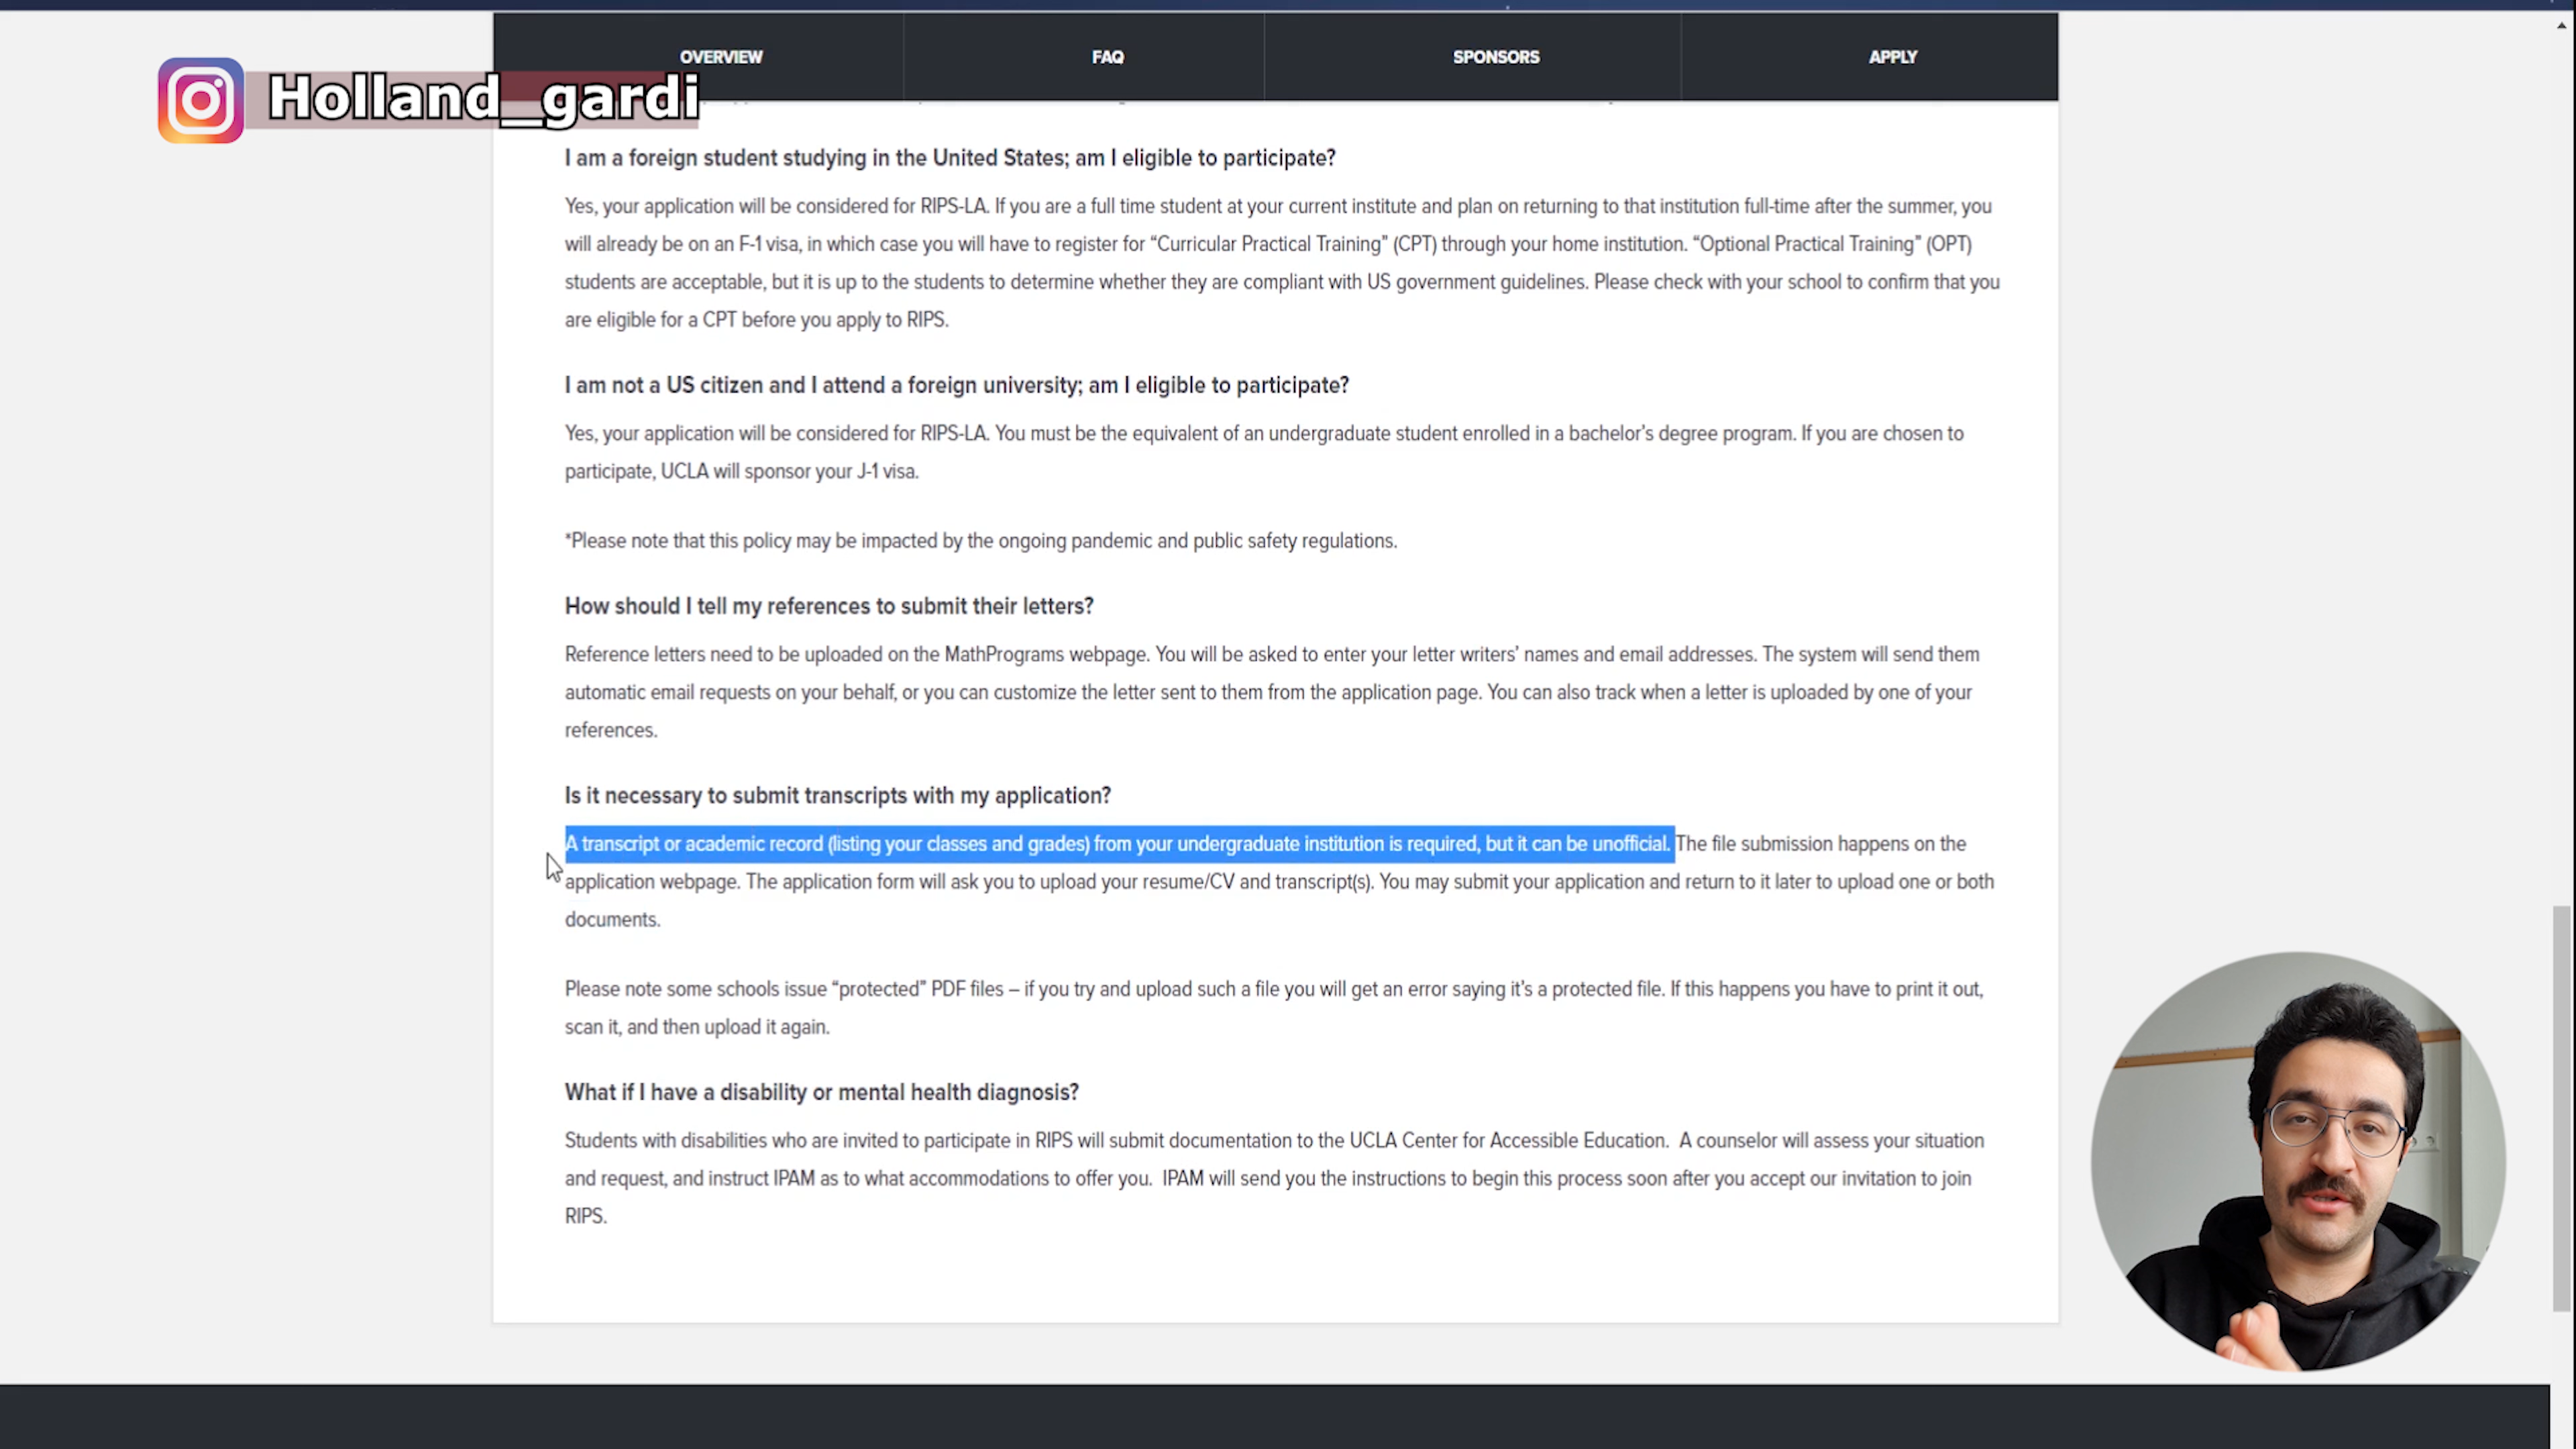 OVERVIEW
FAQ
SPONSORS
APPLY
Holland_gardi
I am a foreign student studying in the United States; am I eligible to participate?
Yes, your application will be considered for RIPS-LA. If you are a full time student at your current institute and plan on returning to that institution full-time after the summer, you
will already be on an F-1 visa, in which case you will have to register for “Curricular Practical Training” (CPT) through your home institution. “Optional Practical Training” (OPT)
students are acceptable, but it is up to the students to determine whether they are compliant with US government guidelines. Please check with your school to confirm that you
are eligible for a CPT before you apply to RIPS.
I am not a US citizen and I attend a foreign university; am I eligible to participate?
Yes, your application will be considered for RIPS-LA. You must be the equivalent of an undergraduate student enrolled in a bachelor’s degree program. If you are chosen to
participate, UCLA will sponsor your J-1 visa.
*Please note that this policy may be impacted by the ongoing pandemic and public safety regulations.
How should I tell my references to submit their letters?
Reference letters need to be uploaded on the MathPrograms webpage. You will be asked to enter your letter writers’ names and email addresses. The system will send them
automatic email requests on your behalf, or you can customize the letter sent to them from the application page. You can also track when a letter is uploaded by one of your
references.
Is it necessary to submit transcripts with my application?
A transcript or academic record (listing your classes and grades) from your undergraduate institution is required, but it can be unofficial. The file submission happens on the
application webpage. The application form will ask you to upload your resume/CV and transcript(s). You may submit your application and return to it later to upload one or both
documents.
Please note some schools issue “protected” PDF files – if you try and upload such a file you will get an error saying it’s a protected file. If this happens you have to print it out,
scan it, and then upload it again.
What if I have a disability or mental health diagnosis?
Students with disabilities who are invited to participate in RIPS will submit documentation to the UCLA Center for Accessible Education. A counselor will assess your situation
and request, and instruct IPAM as to what accommodations to offer you. IPAM will send you the instructions to begin this process soon after you accept our invitation to join
RIPS.